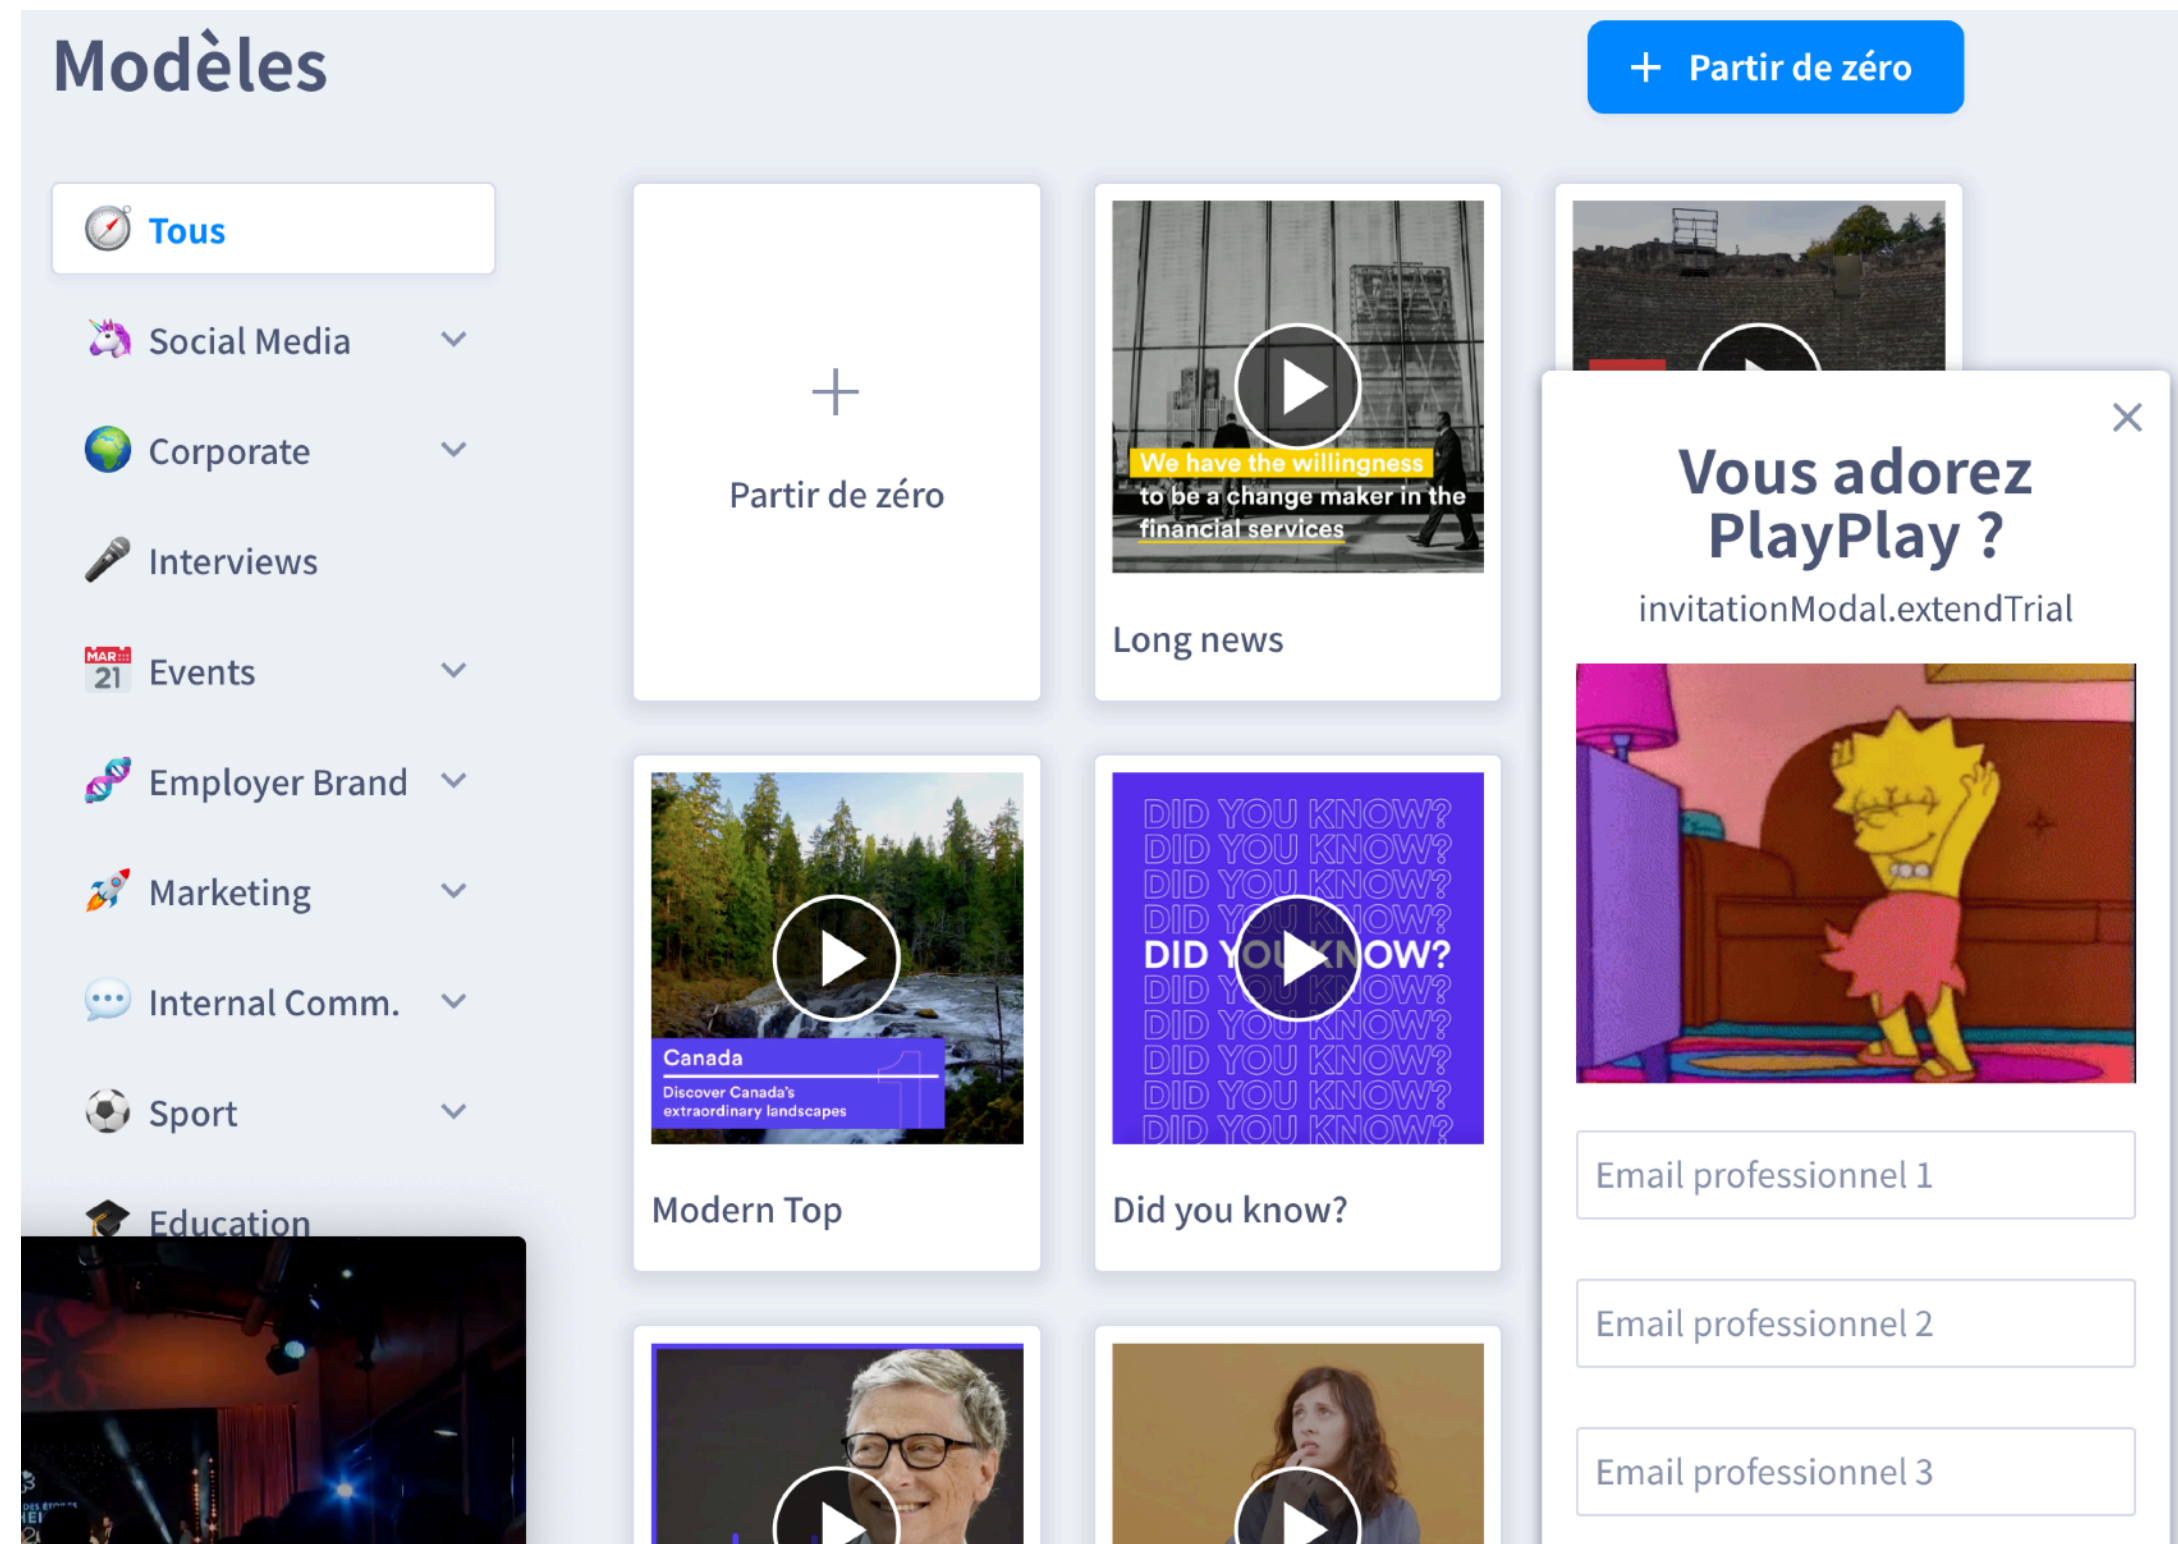 Modèles
+ Partir de zéro
Tous
Social Media
Corporate
Interviews
MAR
21
Events
Employer Brand
Marketing
Internal Comm.
Sport
Education
Partir de zéro
We have the willingness
to be a change maker in the
financial services
Long news
Canada
1
Discover Canada's
extraordinary landscapes
Modern Top
DID YOU KNOW?
DID YOU KNOW?
DID YOU KNOW?
DID YOU KNOW?
DID YOU KNOW?
DID YOU KNOW?
DID YOU KNOW?
DID YOU KNOW?
DID YOU KNOW?
DID YOU KNOW?
Did you know?
Vous adorez
PlayPlay ?
invitationModal.extendTrial
Email professionnel 1
Email professionnel 2
Email professionnel 3
DES ÉTOILES